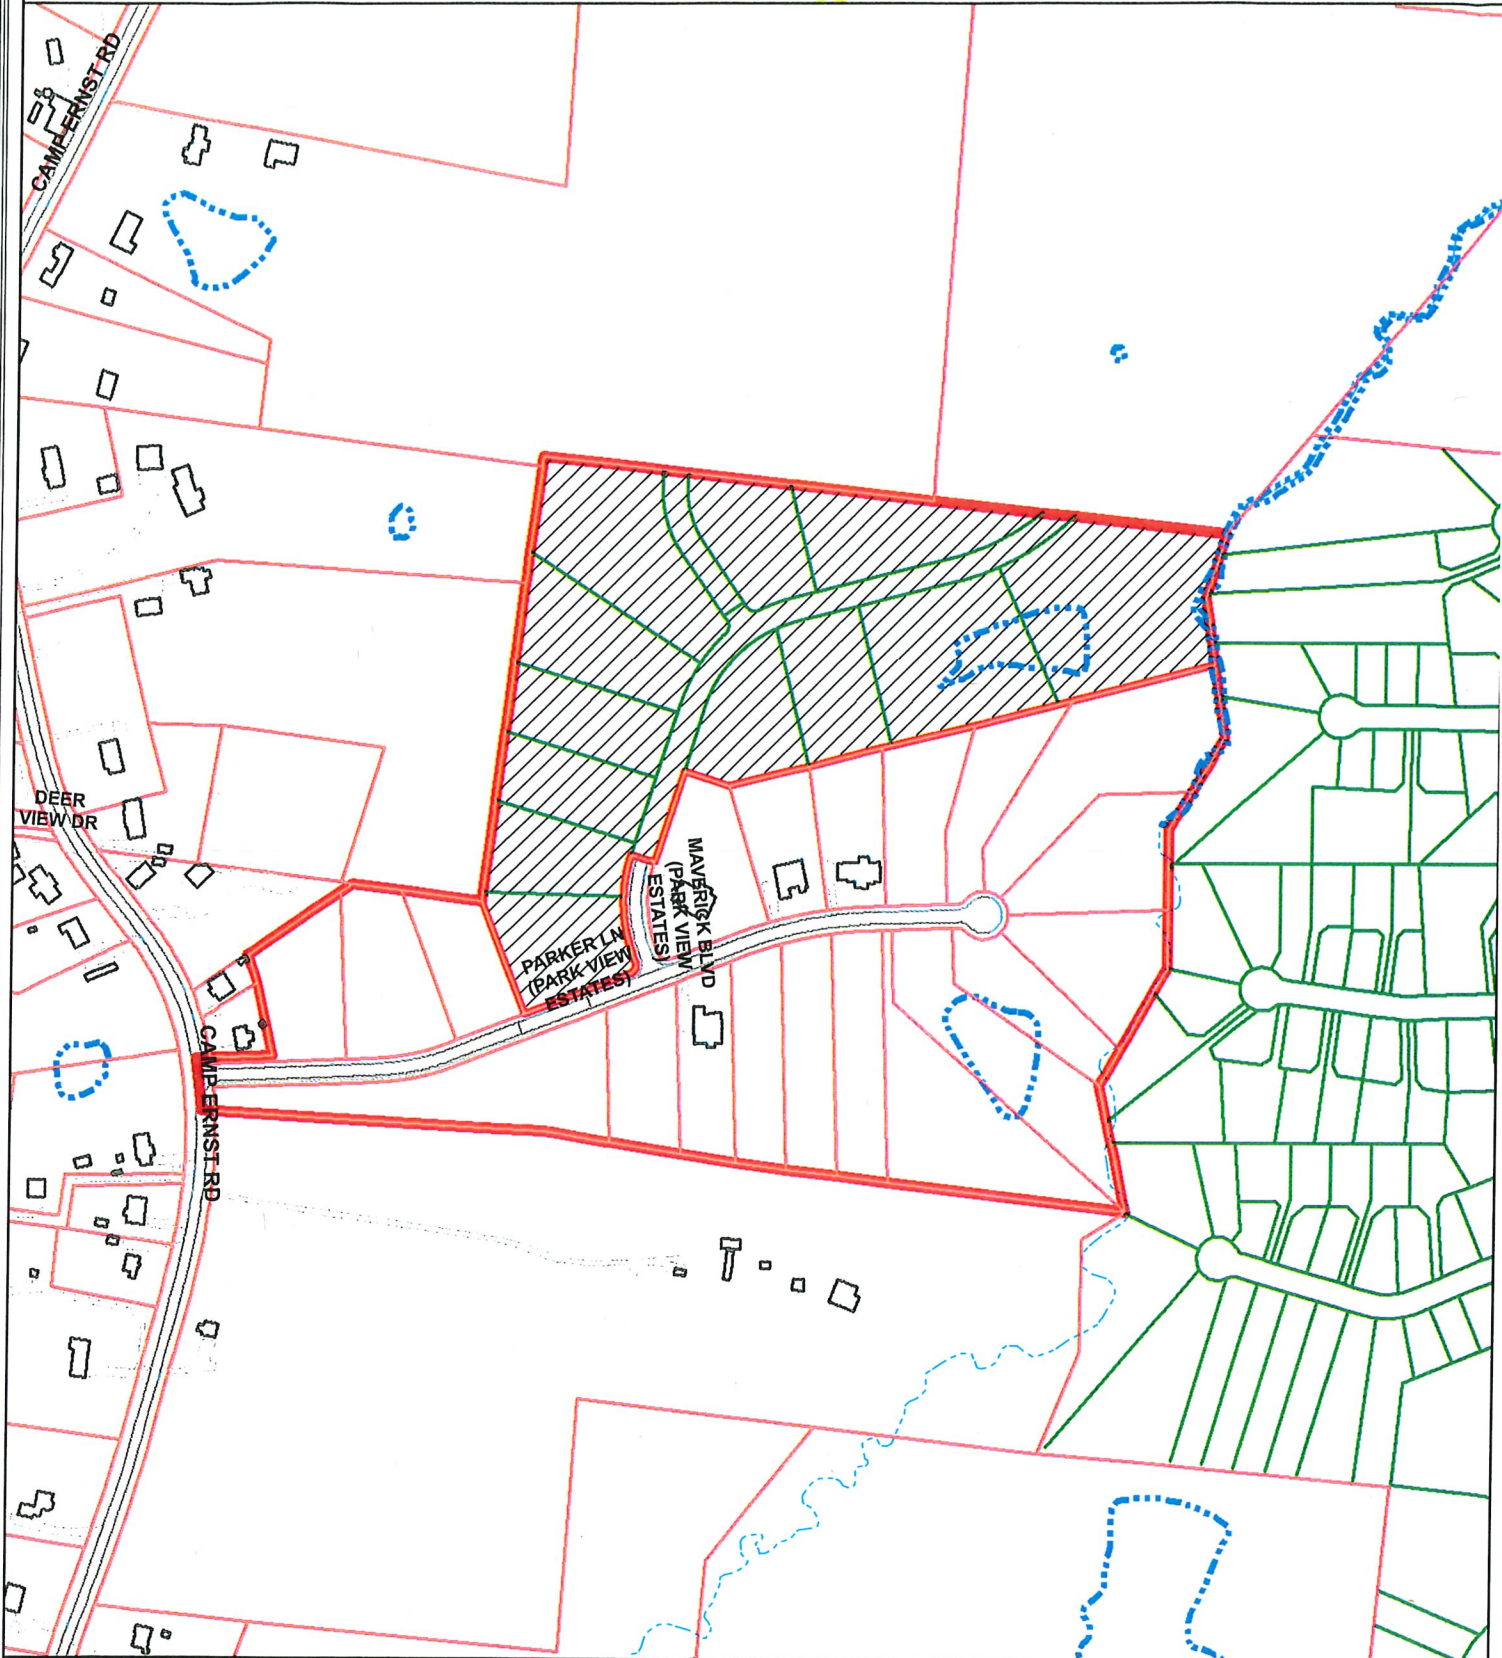 CAMP ERNST RD
DEER
VIEW DR
MAVERICK BLVD
(PARK VIEW
ESTATES)
PARKER LN
(PARK VIEW
ESTATES)
CAMP ERNST RD